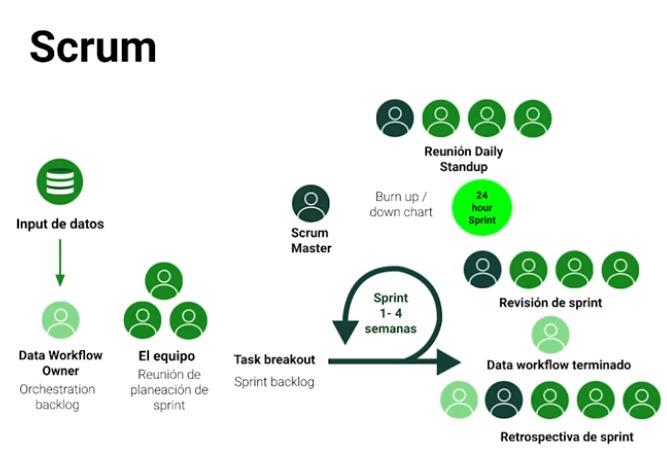 Scrum
Reunión Daily
Standup
Input de datos
Burn up /
down chart
24
hour
Sprint
Scrum
Master
Sprint
1- 4
semanas
Revisión de sprint
Data Workflow
Owner
Orchestration
backlog
El equipo
Reunión de
planeación de
sprint
Task breakout
Sprint backlog
Data workflow terminado
Retrospectiva de sprint